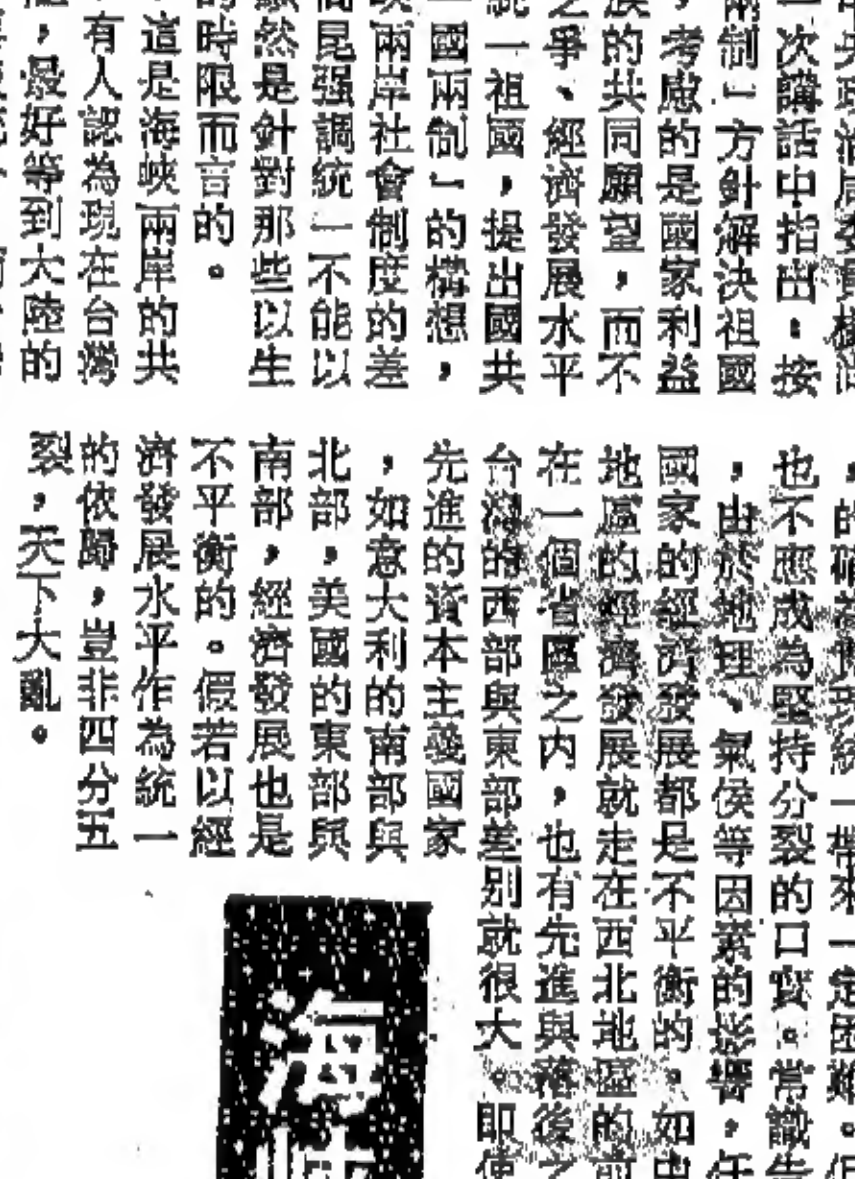 一次講話中指出：按
兩制」方針解決祖國
，考慮的是國家利益
族的共同願望，而不
之爭、經濟發展水平
統一祖國，提出國共
一國兩制」的構想，
峽兩岸社會制度的差
尚昆强調統一不能以
顯然是針對那些以生
的時限而言的。
這是海峽兩岸的共
有人認為現在台灣
，最好等到大陸的
也不應成為堅持分裂的口實。常識告
，由於地理、氣侯等因素的影響，任
國家的經濟發展都是不平衡的。如中
地區的經濟發展就走在西北地區的前
在一個省區之内，也有先進與落後之
台灣的西部與東部差别就很大。即使
先進的資本主義國家
，如意大利的南部與
北部，美國的東部與
南部，經濟發展也是
不平衡的。假若以經
濟發展水平作為統一
的依歸，豈非四分五
裂，天下大亂。
海